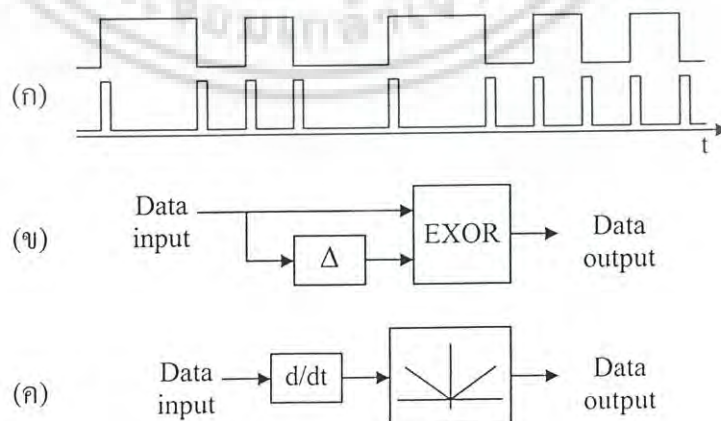 (ก)
t
(ข)
Data
input
Δ
EXOR
Data
output
(ค)
Data
input
d/dt
Data
output